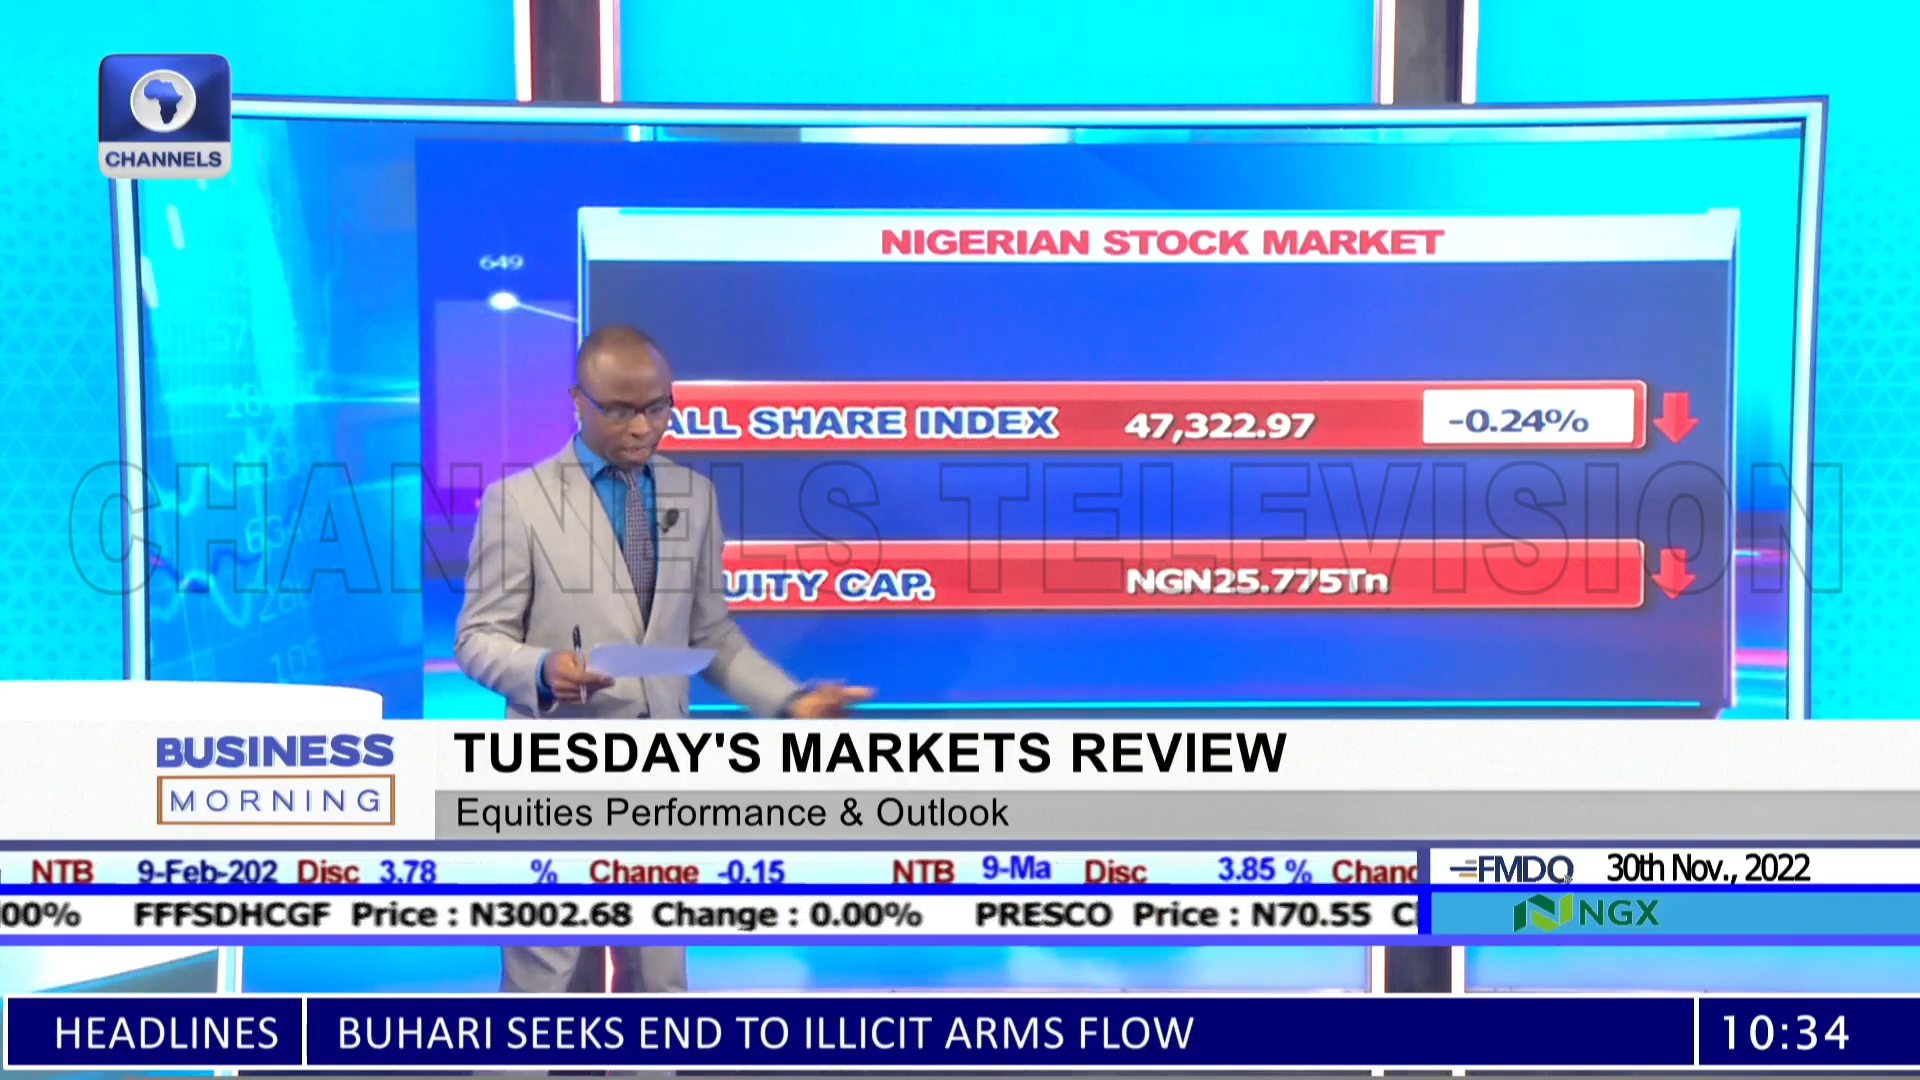 CHANNELS
649
NIGERIAN STOCK MARKET
ALL SHARE INDEX 47,322.97 -0.24%
CHANNELS TELEVISION
UITY CAP. NGN25.775Tn
BUSINESS
MORNING
TUESDAY'S MARKETS REVIEW
Equities Performance & Outlook
NTB 9-Feb-202 Disc 3.78 % Change -0.15 NTB 9-Ma Disc 3.85 % Chang
FMDQ 30th Nov., 2022
00% FFFSDHCGF Price : N3002.68 Change : 0.00% PRESCO Price : N70.55 C
NGX
HEADLINES BUHARI SEEKS END TO ILLICIT ARMS FLOW 10:34